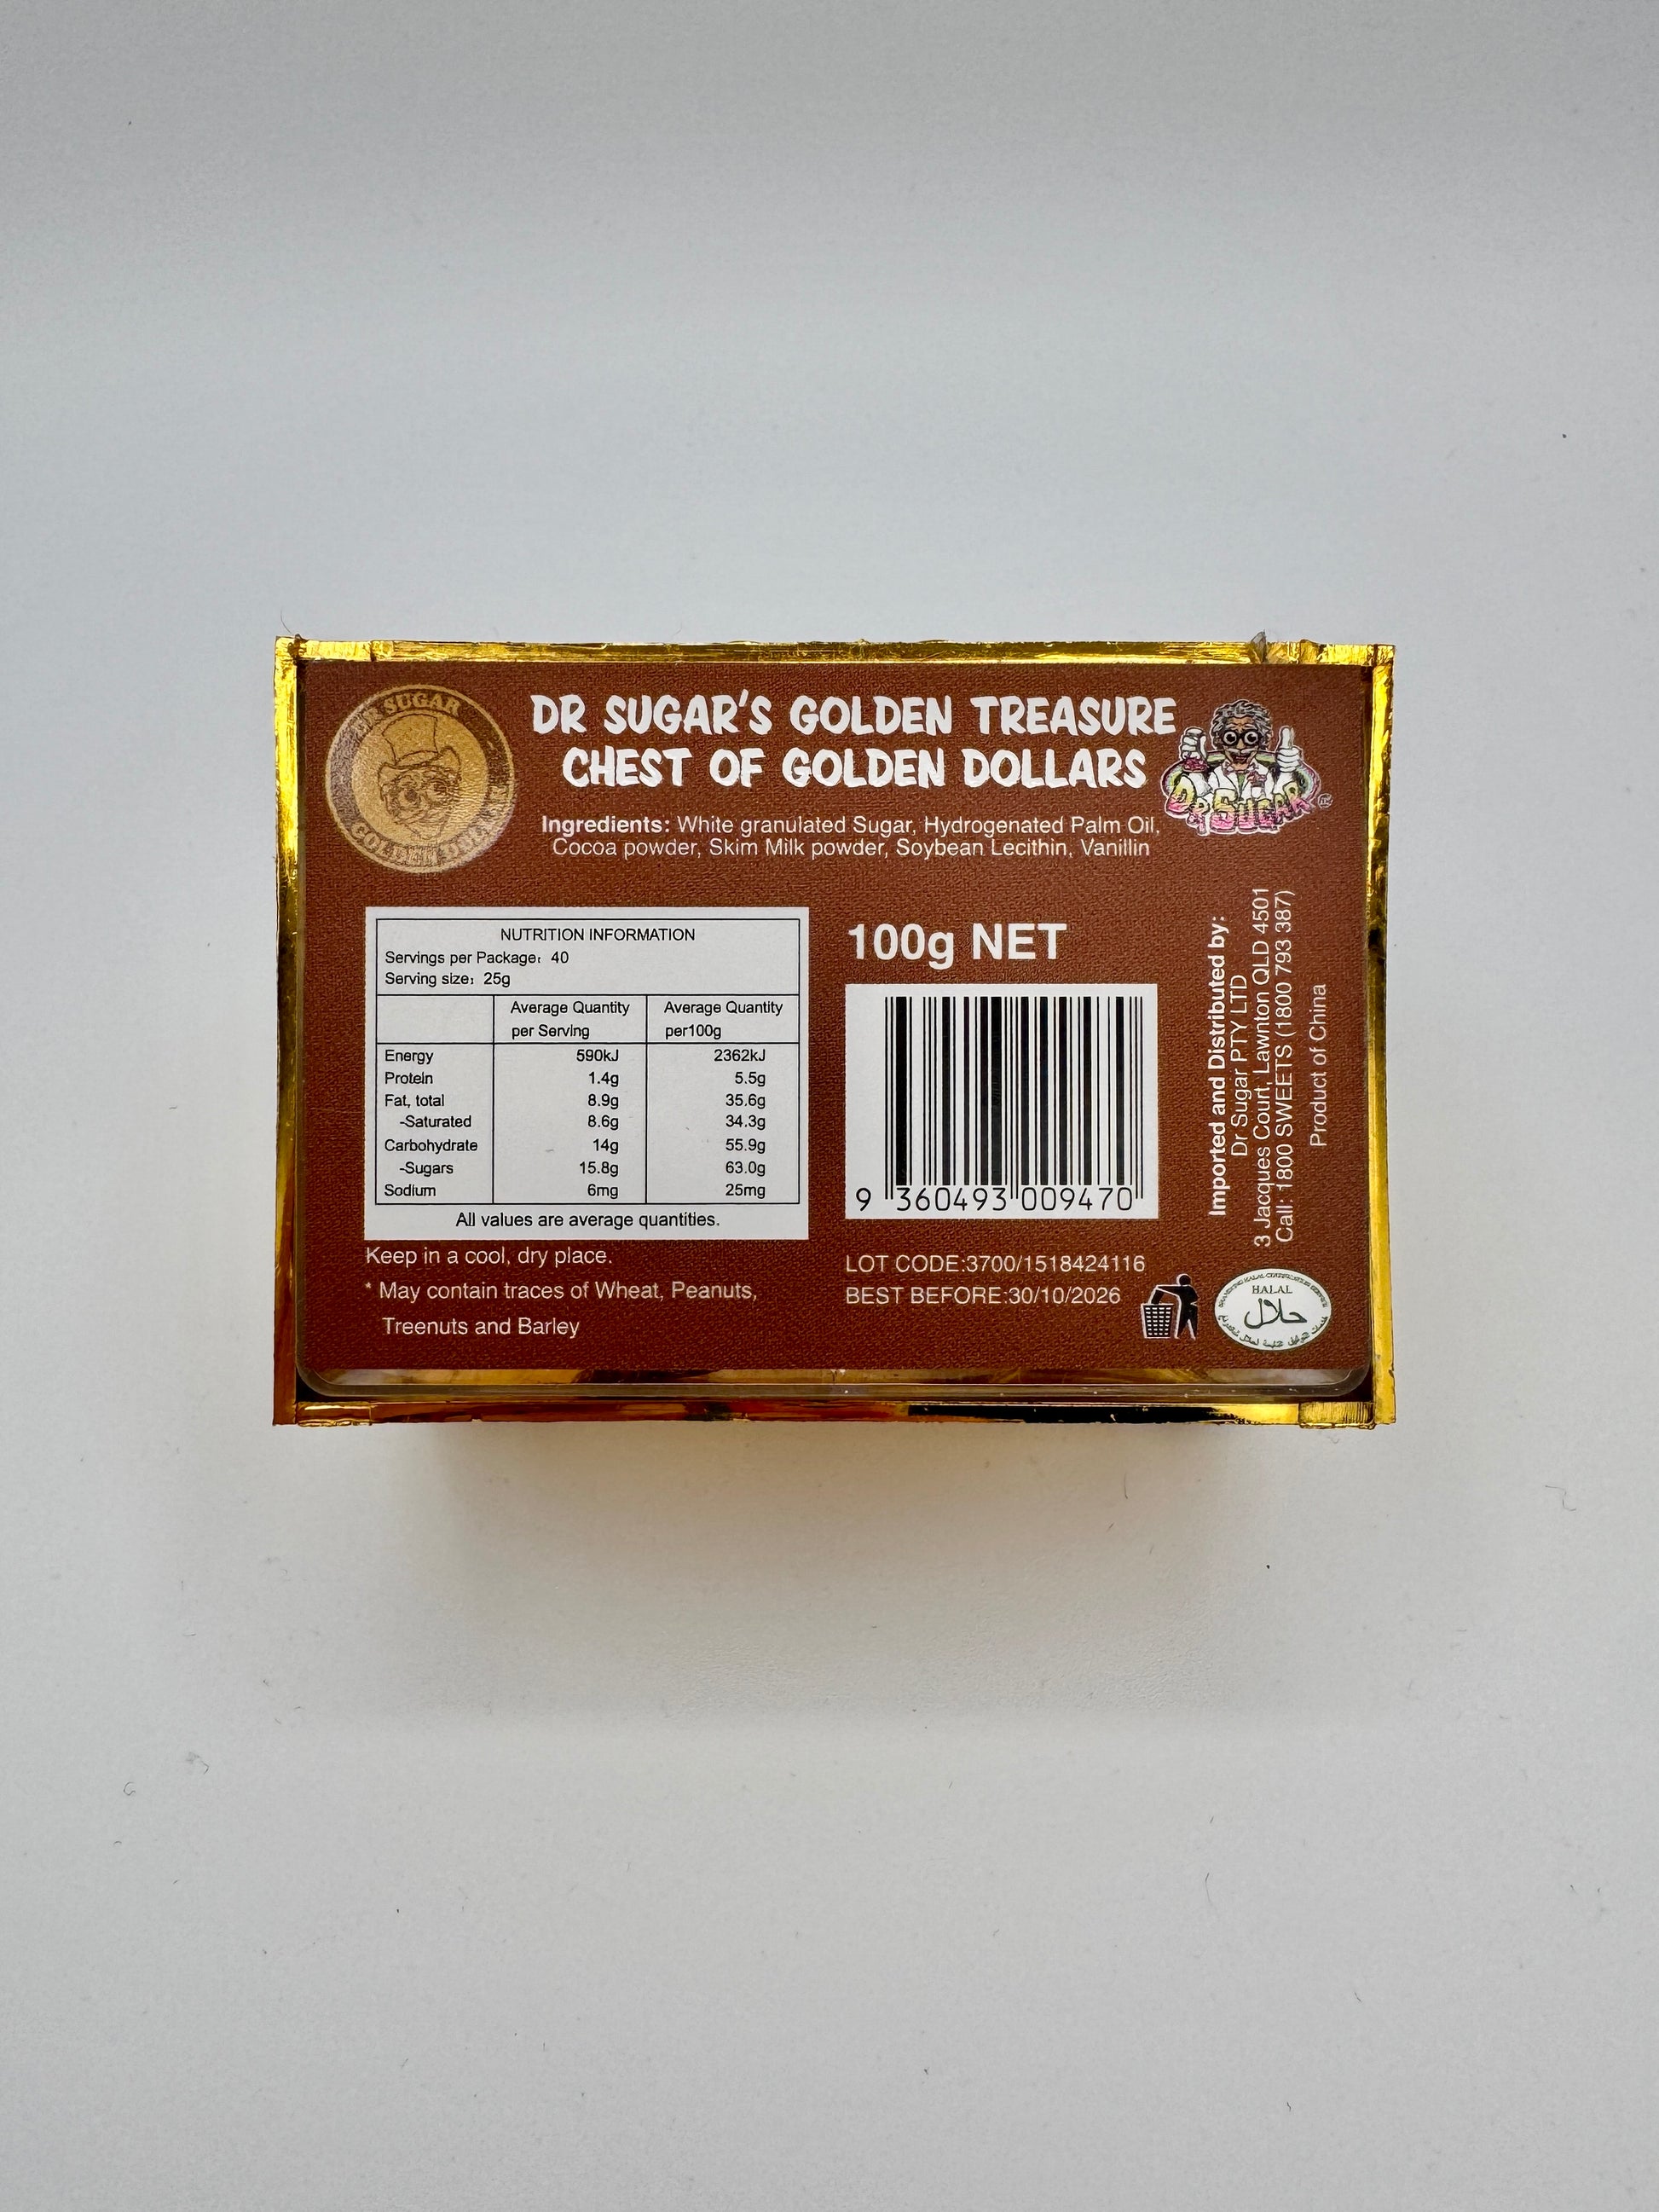 DR SUGAR
GOLDEN DOLLAR
DR SUGAR'S GOLDEN TREASURE
CHEST OF GOLDEN DOLLARS
DR SUGAR
Ingredients: White granulated Sugar, Hydrogenated Palm Oil,
Cocoa powder, Skim Milk powder, Soybean Lecithin, Vanillin
NUTRITION INFORMATION
Servings per Package: 40
Serving size: 25g
Average Quantity per Serving Average Quantity per100g
Energy 590kJ 2362kJ
Protein 1.4g 5.5g
Fat, total 8.9g 35.6g
-Saturated 8.6g 34.3g
Carbohydrate 14g 55.9g
-Sugars 15.8g 63.0g
Sodium 6mg 25mg
All values are average quantities.
Keep in a cool, dry place.
* May contain traces of Wheat, Peanuts,
Treenuts and Barley
100g NET
9 360493 009470
LOT CODE:3700/1518424116
BEST BEFORE:30/10/2026
Imported and Distributed by:
Dr Sugar PTY LTD
3 Jacques Court, Lawnton QLD 4501
Call: 1800 SWEETS (1800 793 387)
Product of China
HALAL
حلال